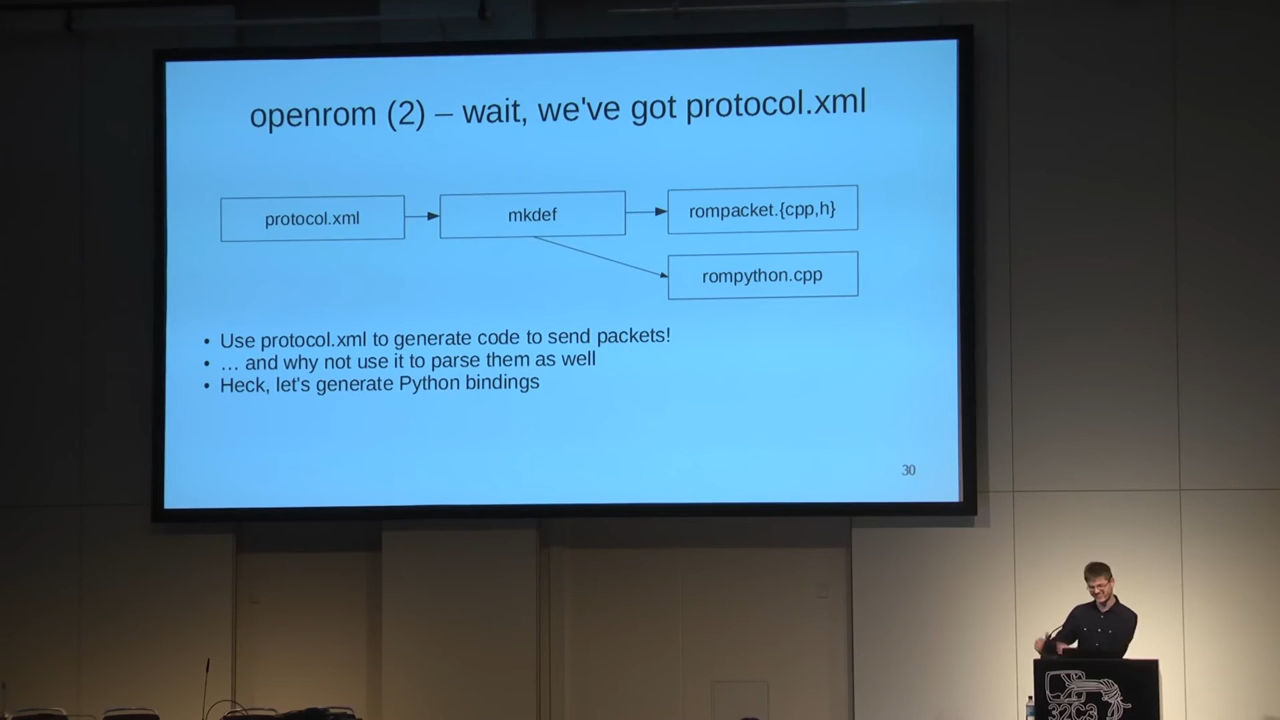 openrom (2) – wait, we've got protocol.xml
protocol.xml
mkdef
rompacket.{cpp,h}
rompython.cpp
• Use protocol.xml to generate code to send packets!
• … and why not use it to parse them as well
• Heck, let's generate Python bindings
30
32C3